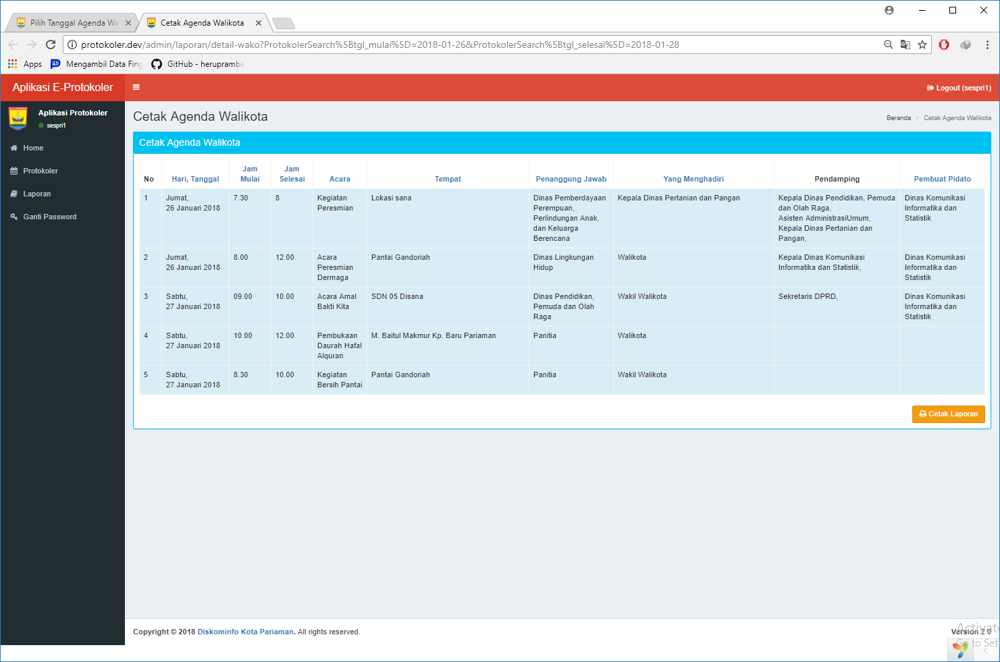 Pilih Tanggal Agenda Wa
Cetak Agenda Walikota
protokoler.dev/admin/laporan/detail-wako?ProtokolerSearch%5Btgl_mulai%5D=2018-01-26&ProtokolerSearch%5Btgl_selesai%5D=2018-01-28
Apps
Mengambil Data Fing
GitHub - herupramba
Aplikasi E-Protokoler
Logout (sespri1)
Aplikasi Protokoler
sespri1
Home
Protokoler
Laporan
Ganti Password
Cetak Agenda Walikota
Beranda > Cetak Agenda Walikota
Cetak Agenda Walikota
No
Hari, Tanggal
Jam
Mulai
Jam
Selesai
Acara
Tempat
Penanggung Jawab
Yang Menghadiri
Pendamping
Pembuat Pidato
1
Jumat,
26 Januari 2018
7.30
8
Kegiatan
Peresmian
Lokasi sana
Dinas Pemberdayaan
Perempuan,
Perlindungan Anak,
dan Keluarga
Berencana
Kepala Dinas Pertanian dan Pangan
Kepala Dinas Pendidikan, Pemuda
dan Olah Raga,
Asisten AdministrasiUmum,
Kepala Dinas Pertanian dan
Pangan,
Dinas Komunikasi
Informatika dan
Statistik
2
Jumat,
26 Januari 2018
8.00
12.00
Acara
Peresmian
Dermaga
Pantai Gandoriah
Dinas Lingkungan
Hidup
Walikota
Kepala Dinas Komunikasi
Informatika dan Statistik,
Dinas Komunikasi
Informatika dan
Statistik
3
Sabtu,
27 Januari 2018
09.00
10.00
Acara Amal
Bakti Kita
SDN 05 Disana
Dinas Pendidikan,
Pemuda dan Olah
Raga
Wakil Walikota
Sekretaris DPRD,
Dinas Komunikasi
Informatika dan
Statistik
4
Sabtu,
27 Januari 2018
10.00
12.00
Pembukaan
Daurah Hafal
Alquran
M. Baitul Makmur Kp. Baru Pariaman
Panitia
Walikota
5
Sabtu,
27 Januari 2018
8.30
10.00
Kegiatan
Bersih Pantai
Pantai Gandoriah
Panitia
Wakil Walikota
Cetak Laporan
Copyright © 2018 Diskominfo Kota Pariaman. All rights reserved.
Version 2.0
Activat
Go to Set